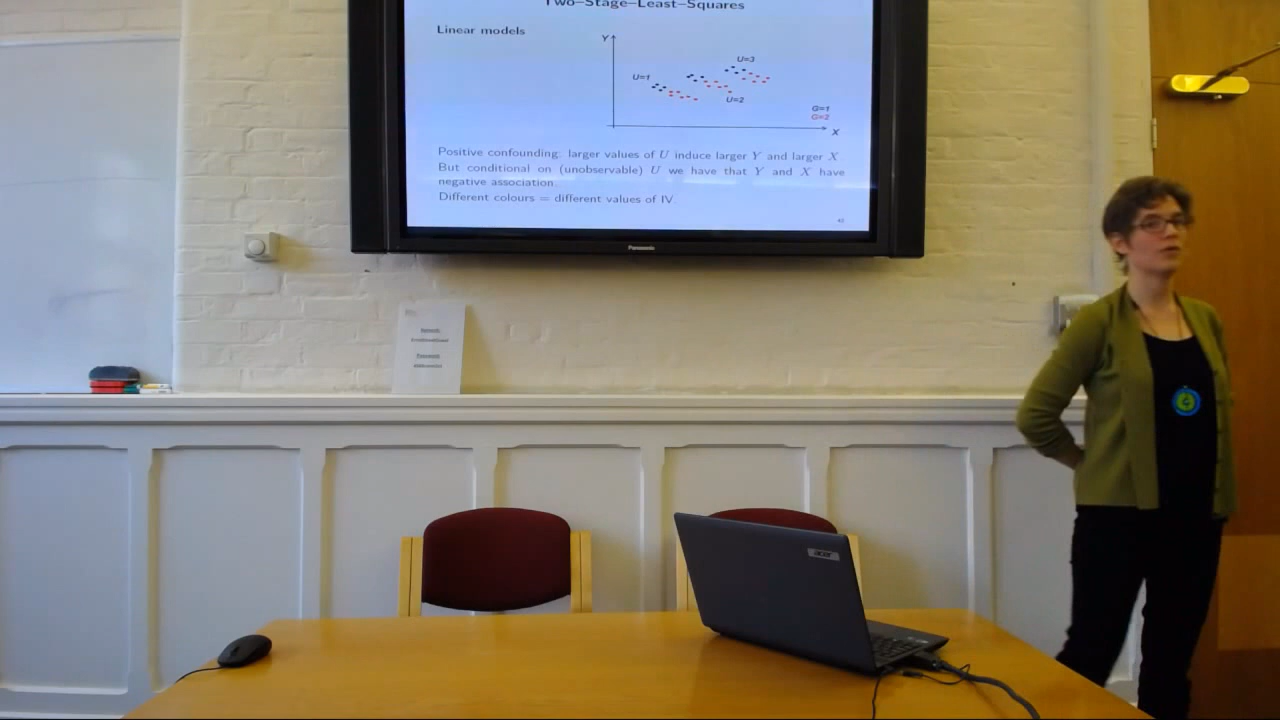 Two–Stage–Least–Squares
Linear models
Y
U=3
U=1
U=2
G=1
G=2
X
Positive confounding: larger values of U induce larger Y and larger X
But conditional on (unobservable) U we have that Y and X have
negative association.
Different colours = different values of IV.
Panasonic
acer